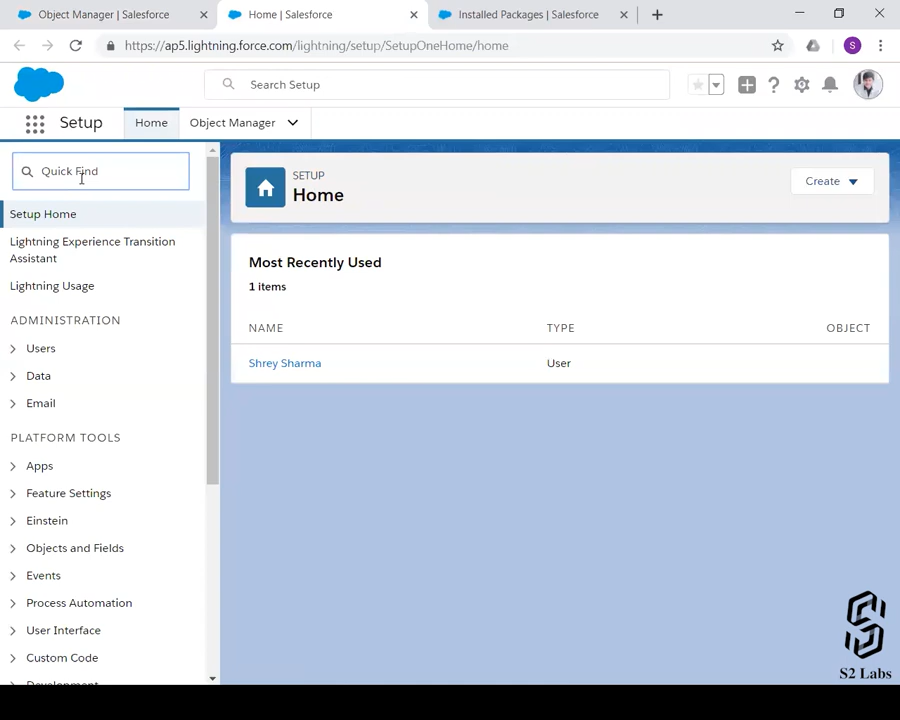 Object Manager | Salesforce
Home | Salesforce
Installed Packages | Salesforce
https://ap5.lightning.force.com/lightning/setup/SetupOneHome/home
S
Search Setup
Setup
Home
Object Manager
Quick Find
Setup Home
Lightning Experience Transition
Assistant
Lightning Usage
ADMINISTRATION
Users
Data
Email
PLATFORM TOOLS
Apps
Feature Settings
Einstein
Objects and Fields
Events
Process Automation
User Interface
Custom Code
Development
SETUP
Home
Create
Most Recently Used
1 items
NAME TYPE OBJECT
Shrey Sharma User
S2 Labs